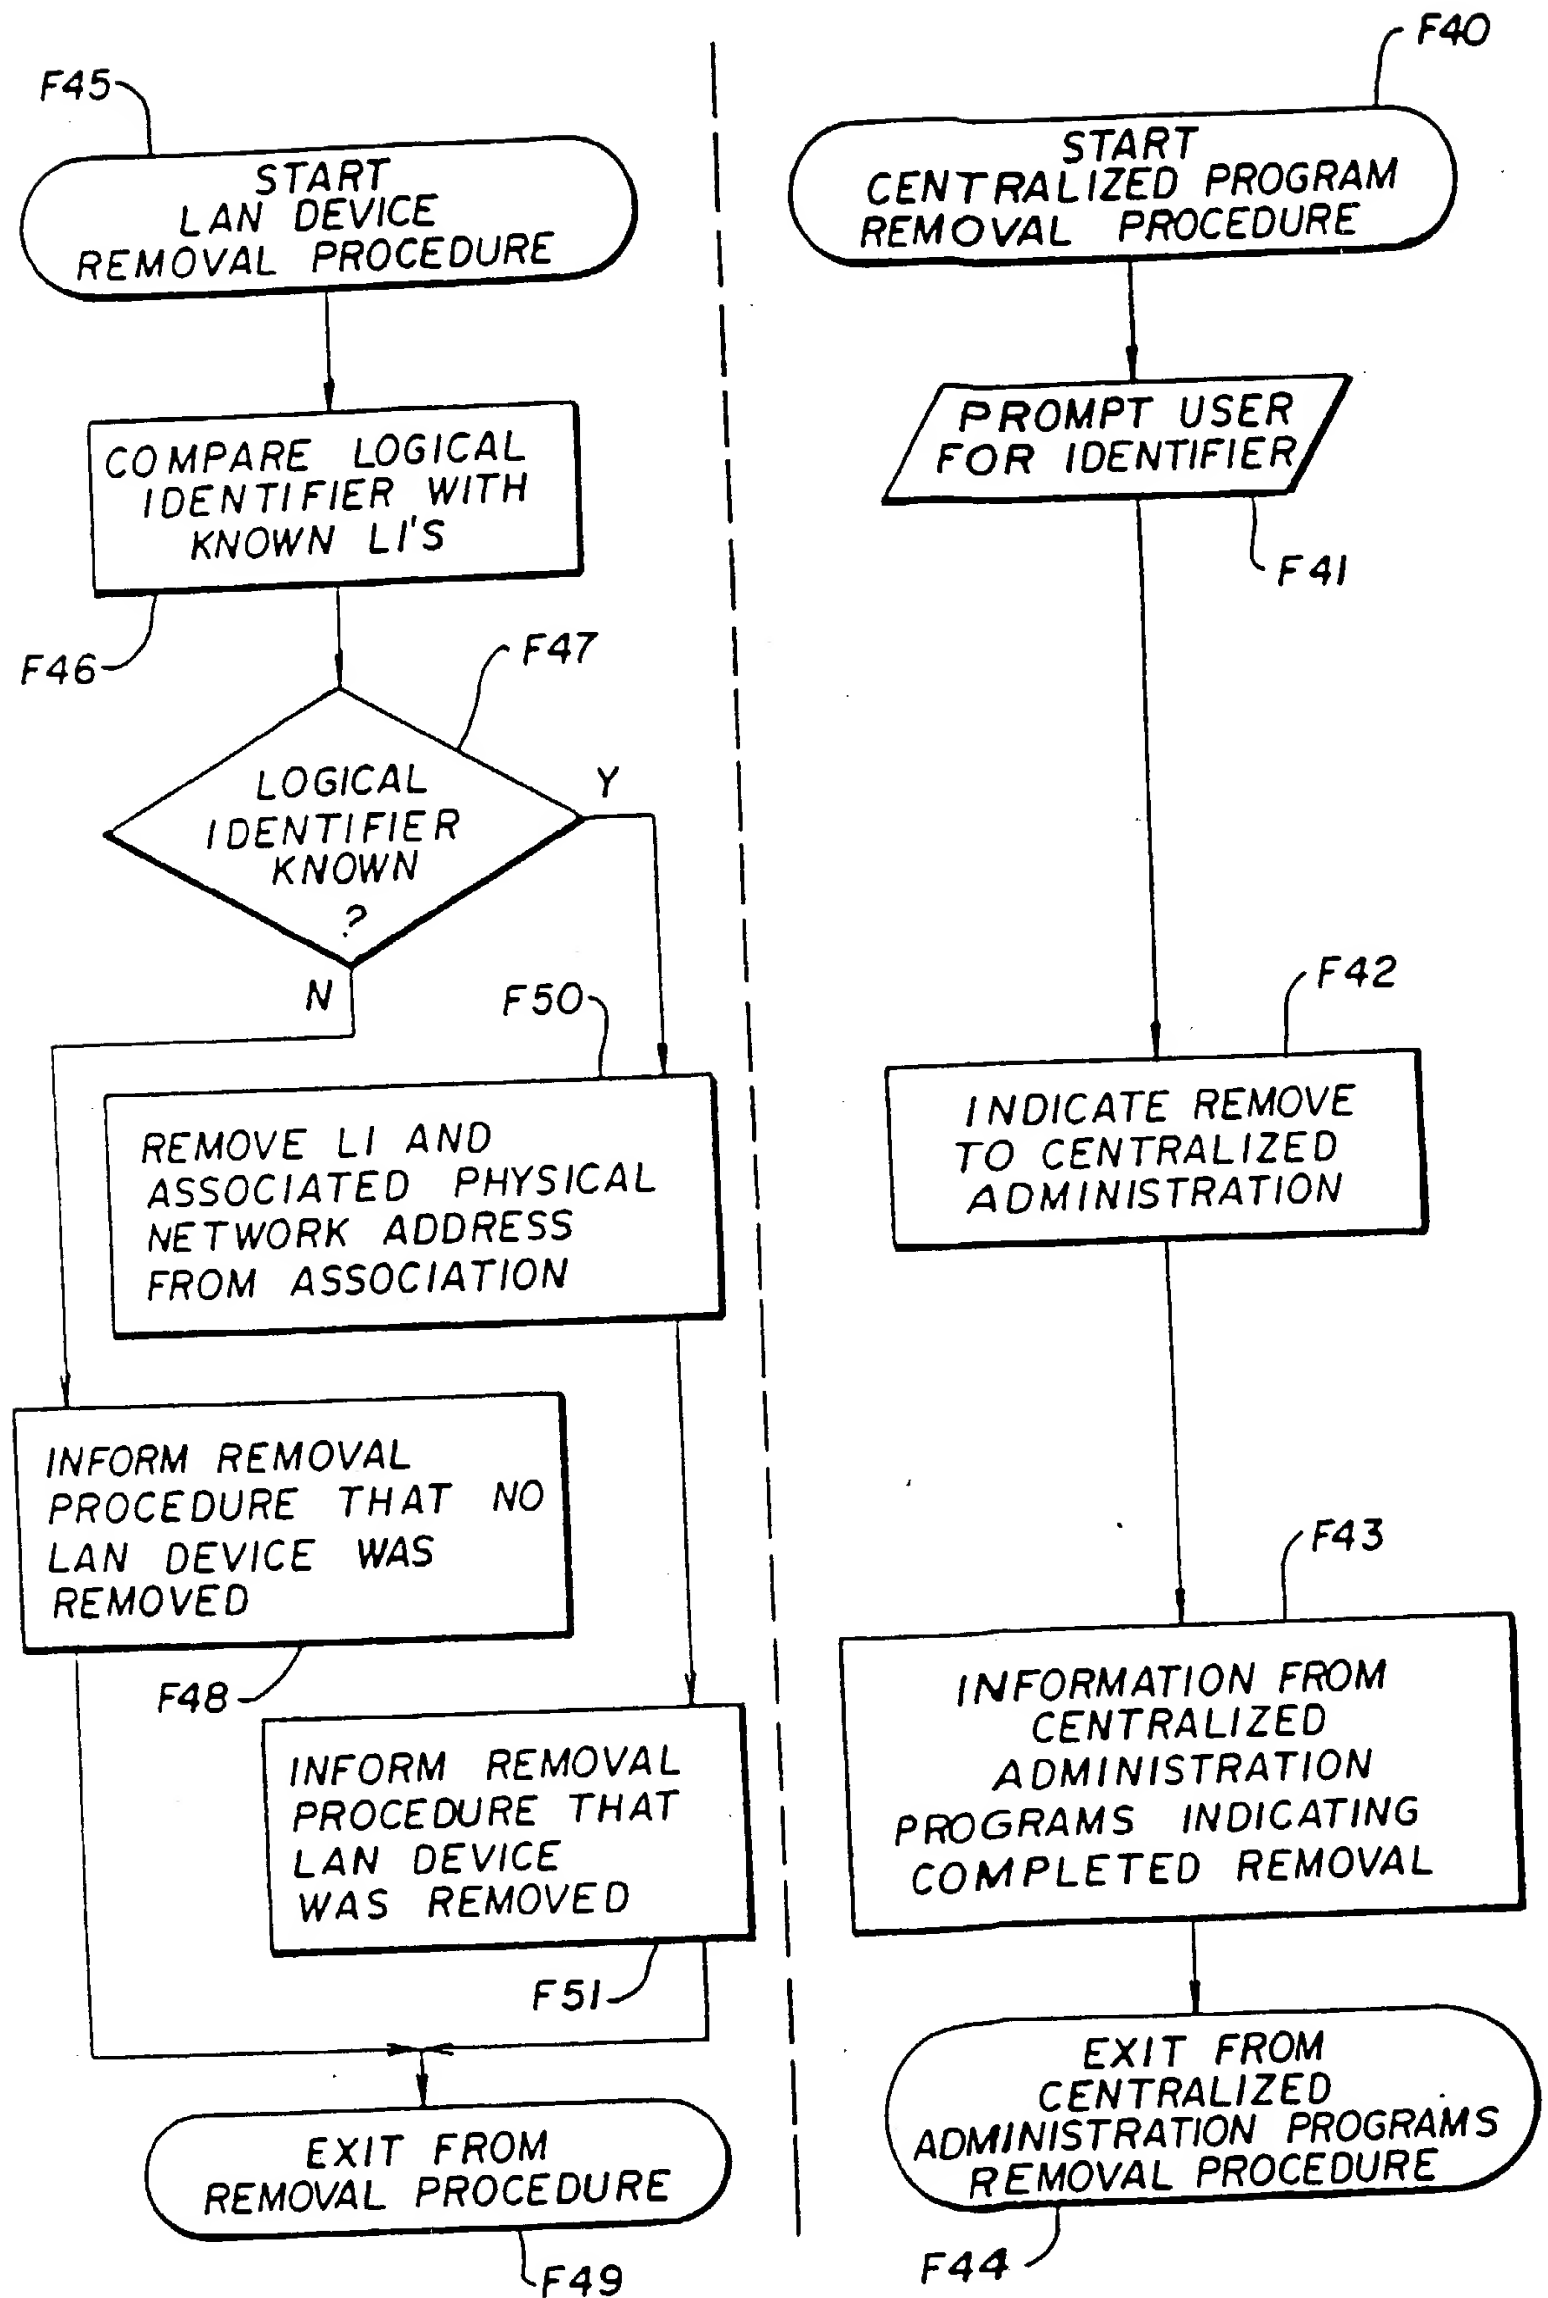 F45
START
LAN DEVICE
REMOVAL PROCEDURE
COMPARE LOGICAL
IDENTIFIER WITH
KNOWN LI'S
F46
F47
LOGICAL
IDENTIFIER
KNOWN
?
Y
N
F50
REMOVE LI AND
ASSOCIATED PHYSICAL
NETWORK ADDRESS
FROM ASSOCIATION
INFORM REMOVAL
PROCEDURE THAT NO
LAN DEVICE WAS
REMOVED
F48
INFORM REMOVAL
PROCEDURE THAT
LAN DEVICE
WAS REMOVED
F51
EXIT FROM
REMOVAL PROCEDURE
F49
F40
START
CENTRALIZED PROGRAM
REMOVAL PROCEDURE
PROMPT USER
FOR IDENTIFIER
F41
F42
INDICATE REMOVE
TO CENTRALIZED
ADMINISTRATION
F43
INFORMATION FROM
CENTRALIZED
ADMINISTRATION
PROGRAMS INDICATING
COMPLETED REMOVAL
EXIT FROM
CENTRALIZED
ADMINISTRATION PROGRAMS
REMOVAL PROCEDURE
F44